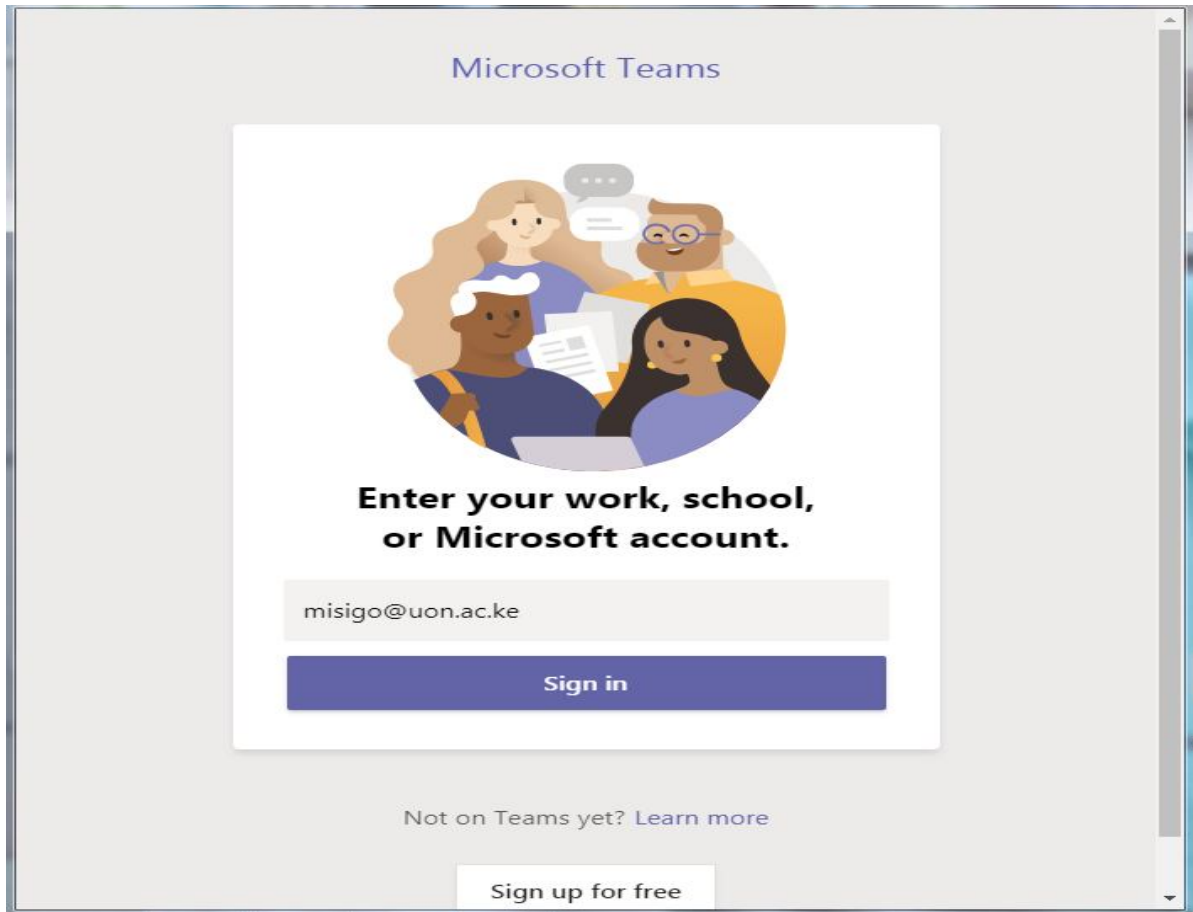 Microsoft Teams
Enter your work, school,
or Microsoft account.
misigo@uon.ac.ke
Sign in
Not on Teams yet? Learn more
Sign up for free